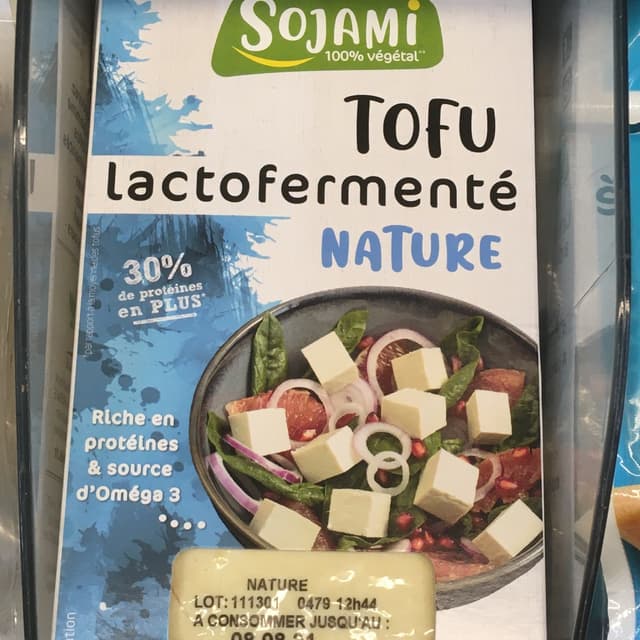 SOJAMI
100% végétal**
TOFU
lactofermenté
NATURE
30%
de protéines
en PLUS*
Riche en
protéines
& source
d'Oméga 3
NATURE
LOT: 111301 0479 12h44
A CONSOMMER JUSQU'AU :